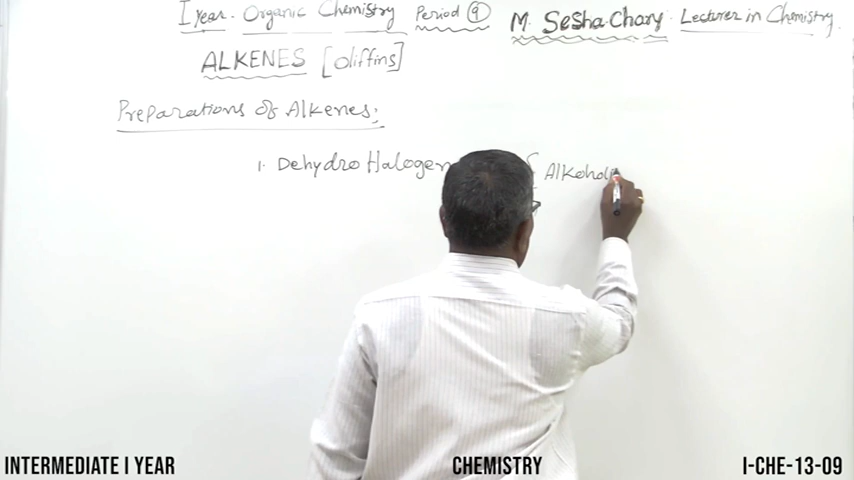 I year. Organic Chemistry Period 9 M. Sesha Chary Lecturer in Chemistry.
ALKENES [oliffins]
Preparations of Alkenes:
1. Dehydro Halogen
INTERMEDIATE I YEAR CHEMISTRY I-CHE-13-09